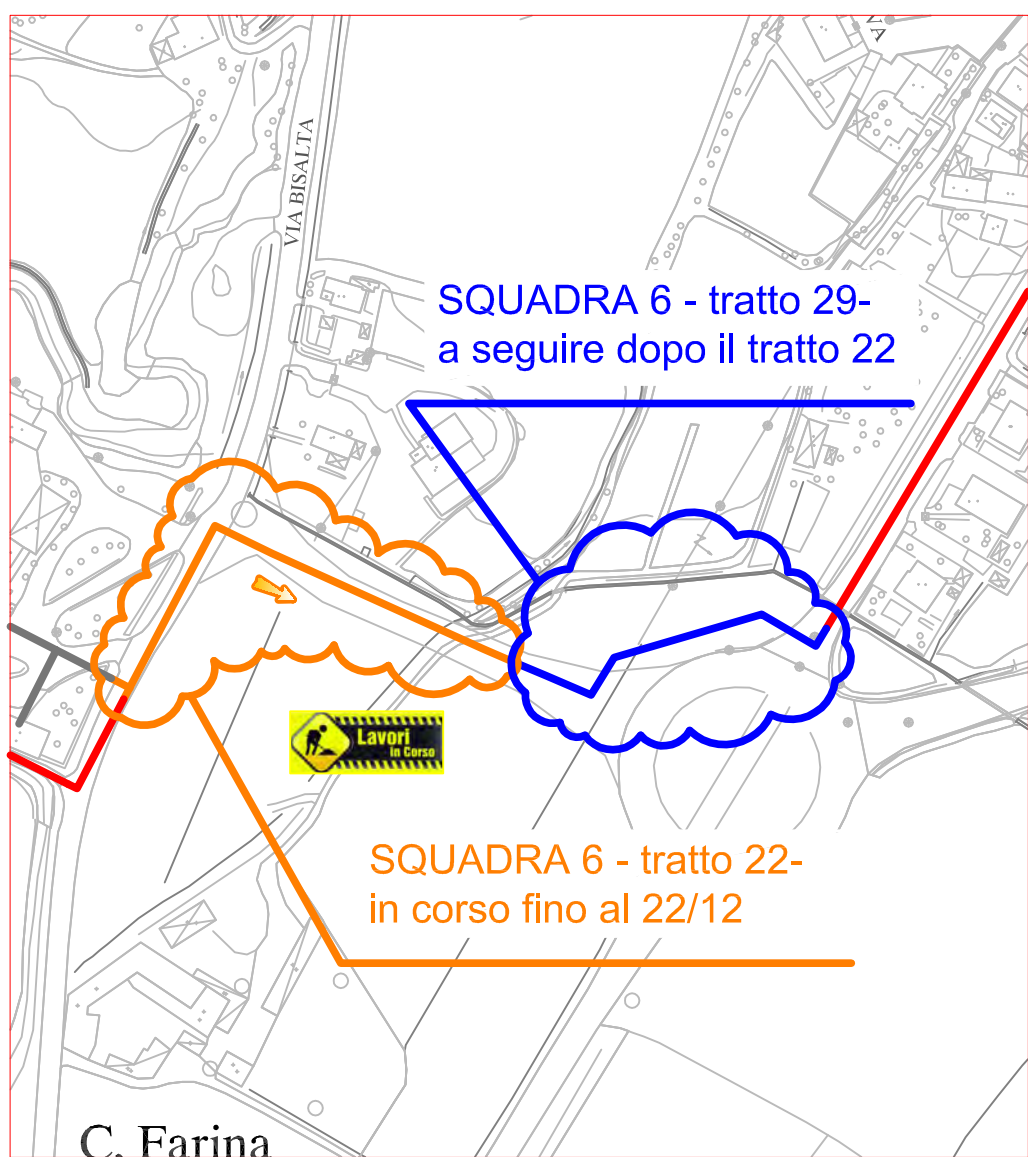 VIA BISALTA
SQUADRA 6 - tratto 29-
a seguire dopo il tratto 22
Lavori
In Corso
SQUADRA 6 - tratto 22-
in corso fino al 22/12
C. Farina